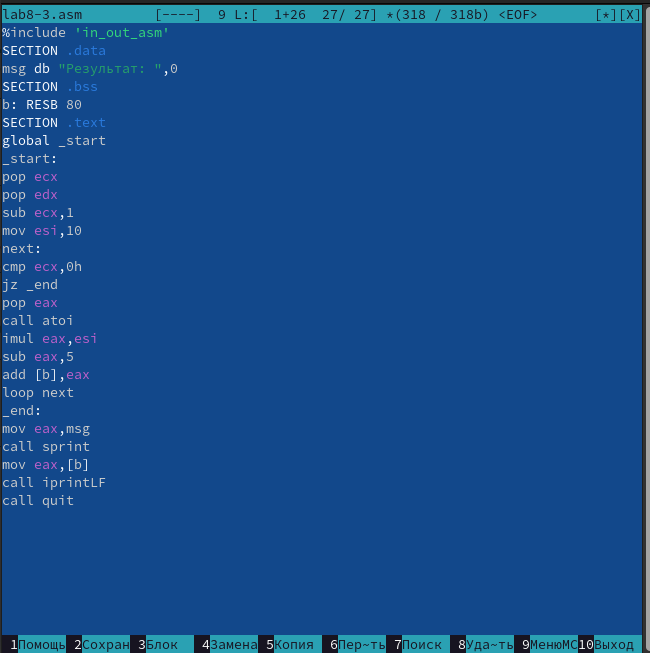 lab8-3.asm [----] 9 L:[ 1+26 27/ 27] *(318 / 318b) <EOF> [*][X]
%include 'in_out_asm'
SECTION .data
msg db "Результат: ",0
SECTION .bss
b: RESB 80
SECTION .text
global _start
_start:
pop ecx
pop edx
sub ecx,1
mov esi,10
next:
cmp ecx,0h
jz _end
pop eax
call atoi
imul eax,esi
sub eax,5
add [b],eax
loop next
_end:
mov eax,msg
call sprint
mov eax,[b]
call iprintLF
call quit
1Помощь 2Сохран 3Блок 4Замена 5Копия 6Пер~ть 7Поиск 8Уда~ть 9МенюМС 10Выход